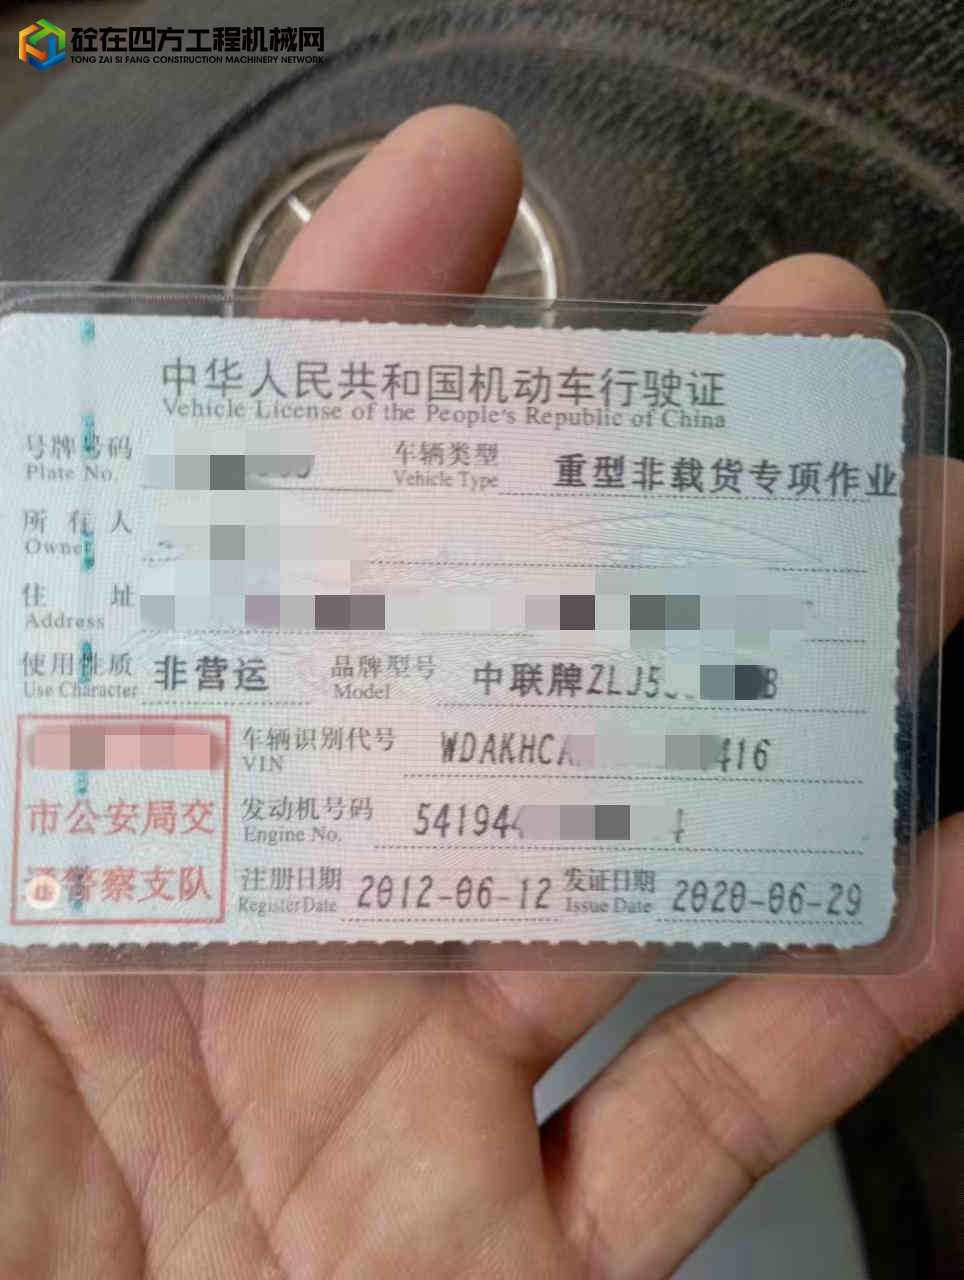 砼在四方工程机械网
TONG ZAI SI FANG CONSTRUCTION MACHINERY NETWORK
中华人民共和国机动车行驶证
Vehicle License of the People's Republic of China
号牌号码
Plate No.
车辆类型 重型非载货专项作业
Vehicle Type
所有人
Owner
住址
Address
使用性质 非营运 品牌型号 中联牌ZLJ5 B
Use Character Model
车辆识别代号 WDAKHC 416
VIN
发动机号码 54194
Engine No.
注册日期 2012-06-12 发证日期 2020-06-29
Register Date Issue Date
市公安局交
通警察支队